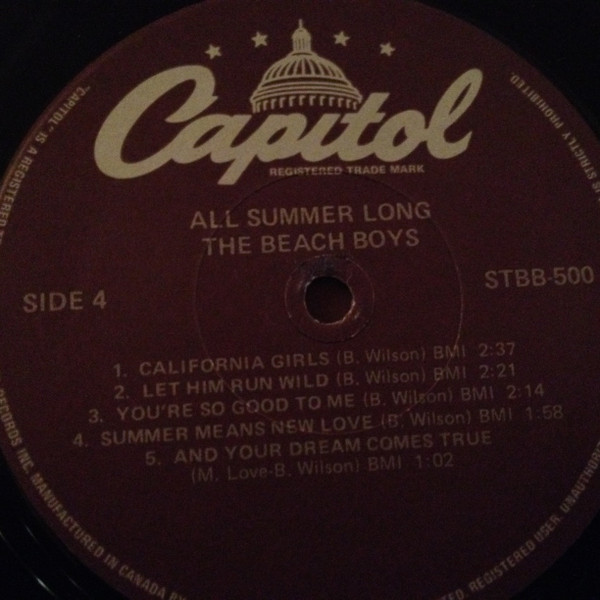 Capitol
REGISTERED TRADE MARK
ALL SUMMER LONG
THE BEACH BOYS
SIDE 4
STBB-500
1. CALIFORNIA GIRLS (B. Wilson) BMI 2:37
2. LET HIM RUN WILD (B. Wilson) BMI 2:21
3. YOU'RE SO GOOD TO ME (B. Wilson) BMI 2:14
4. SUMMER MEANS NEW LOVE (B. Wilson) BMI 1:58
5. AND YOUR DREAM COMES TRUE
(M. Love-B. Wilson) BMI 1:02
"CAPITOL" IS A REGISTERED
RECORDS INC. MANUFACTURED IN CANADA
REGISTERED USER.
IS STRICTLY PROHIBITED.